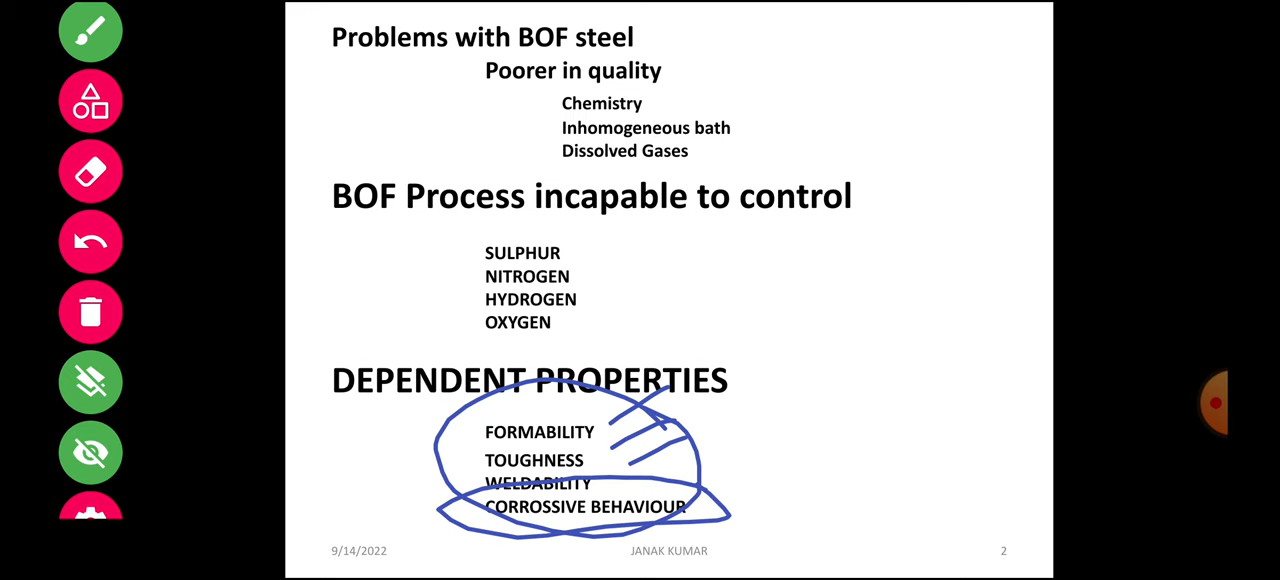 Problems with BOF steel
Poorer in quality
Chemistry
Inhomogeneous bath
Dissolved Gases
BOF Process incapable to control
SULPHUR
NITROGEN
HYDROGEN
OXYGEN
DEPENDENT PROPERTIES
FORMABILITY
TOUGHNESS
WELDABILITY
CORROSSIVE BEHAVIOUR
9/14/2022 JANAK KUMAR 2